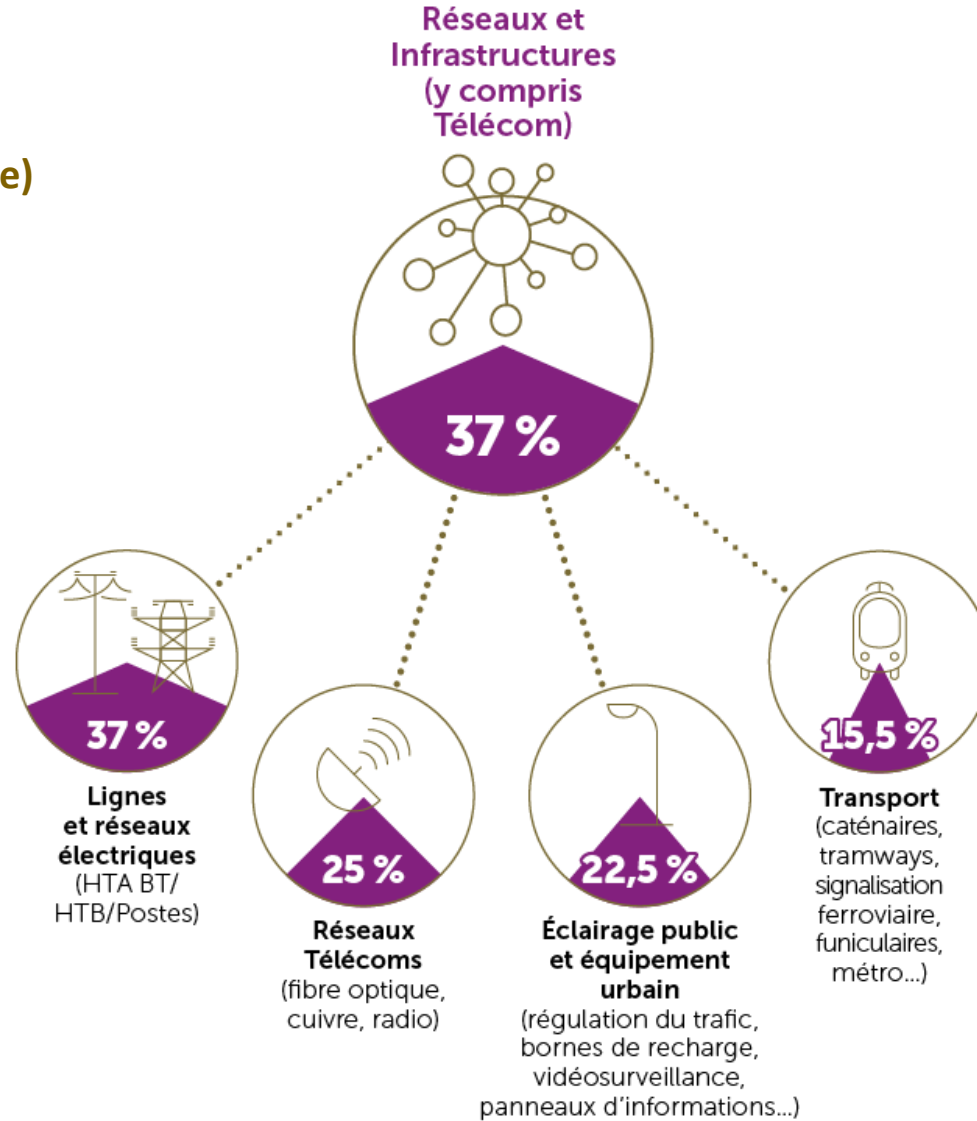 Réseaux et
Infrastructures
(y compris
Télécom)
e)
37 %
37 %
Lignes
et réseaux
électriques
(HTA BT/
HTB/Postes)
25 %
Réseaux
Télécoms
(fibre optique,
cuivre, radio)
22,5 %
Éclairage public
et équipement
urbain
(régulation du trafic,
bornes de recharge,
vidéosurveillance,
panneaux d’informations...)
15,5 %
Transport
(caténaires,
tramways,
signalisation
ferroviaire,
funiculaires,
métro...)